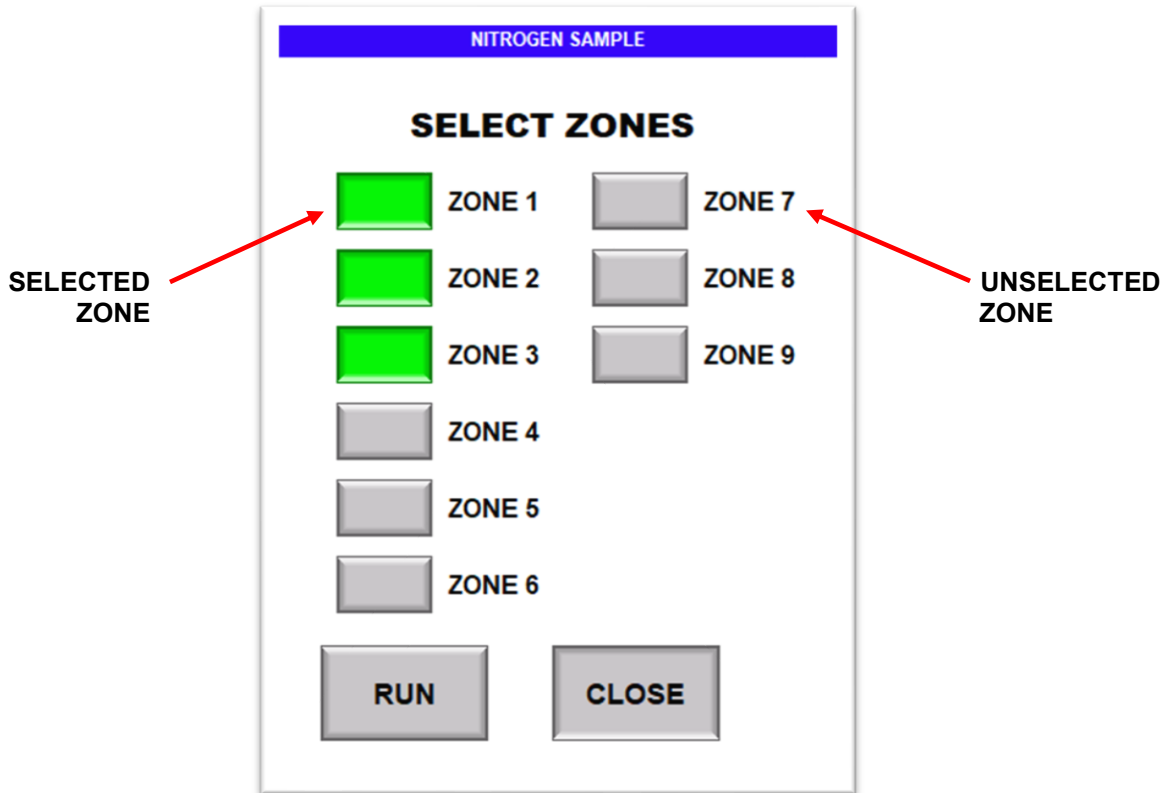 NITROGEN SAMPLE
SELECT ZONES
ZONE 1
ZONE 7
ZONE 2
ZONE 8
ZONE 3
ZONE 9
ZONE 4
ZONE 5
ZONE 6
RUN
CLOSE
SELECTED
ZONE
UNSELECTED
ZONE